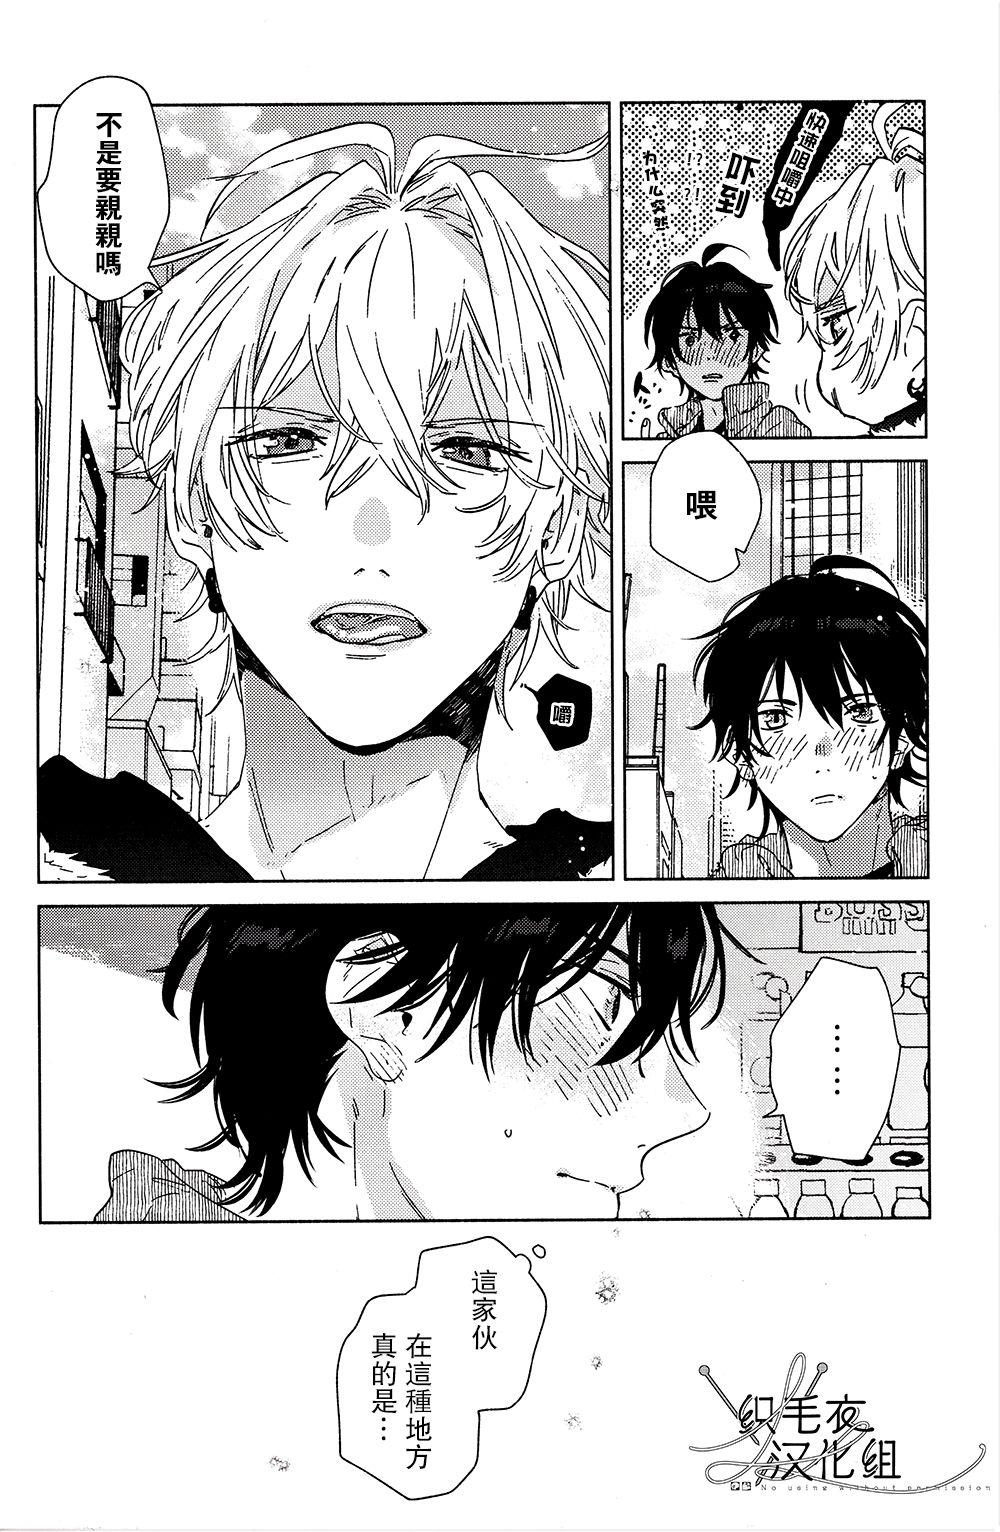 快速咀嚼中
吓到
!?
?!
为什么突然
喂
不是要親親嗎
嚼
BOSS
……
這家伙
在這種地方
真的是…
织毛衣
汉化组
No using without permission